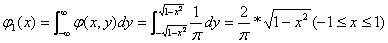 φ₁(x) = ∫_{-∞}^{∞} φ(x, y)dy = ∫_{-√(1-x²)}^{√(1-x²)} 1/π dy = 2/π * √(1-x²) (-1 ≤ x ≤ 1)